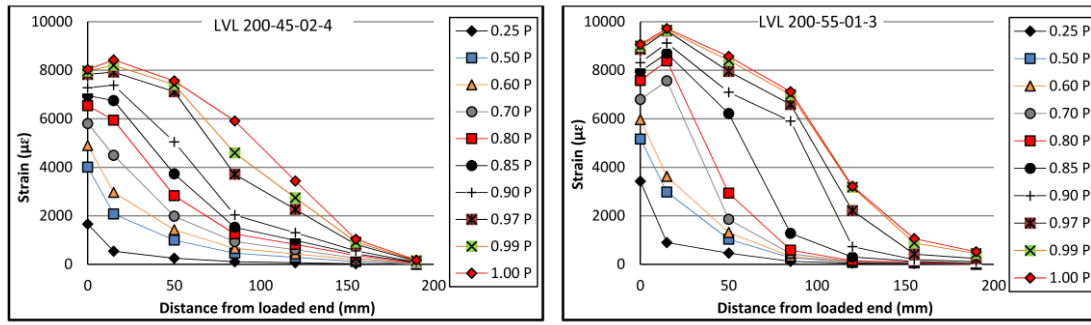 LVL 200-45-02-4
Strain (με)
10000
8000
6000
4000
2000
0
0
50
100
150
200
Distance from loaded end (mm)
0.25 P
0.50 P
0.60 P
0.70 P
0.80 P
0.85 P
0.90 P
0.97 P
0.99 P
1.00 P
LVL 200-55-01-3
Strain (με)
10000
8000
6000
4000
2000
0
0
50
100
150
200
Distance from loaded end (mm)
0.25 P
0.50 P
0.60 P
0.70 P
0.80 P
0.85 P
0.90 P
0.97 P
0.99 P
1.00 P